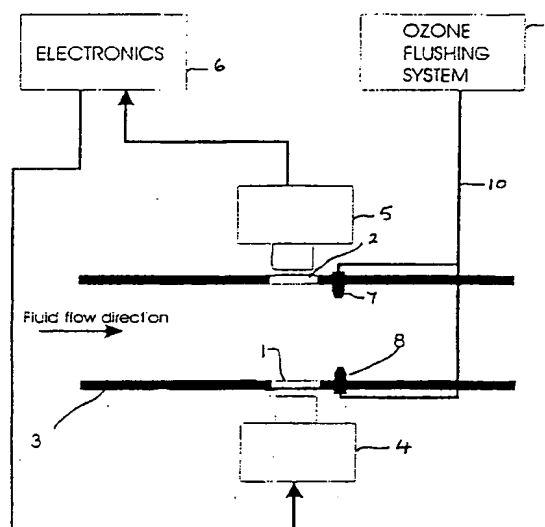 ELECTRONICS
6
OZONE
FLUSHING
SYSTEM
10
5
2
7
Fluid flow direction
1
8
3
4